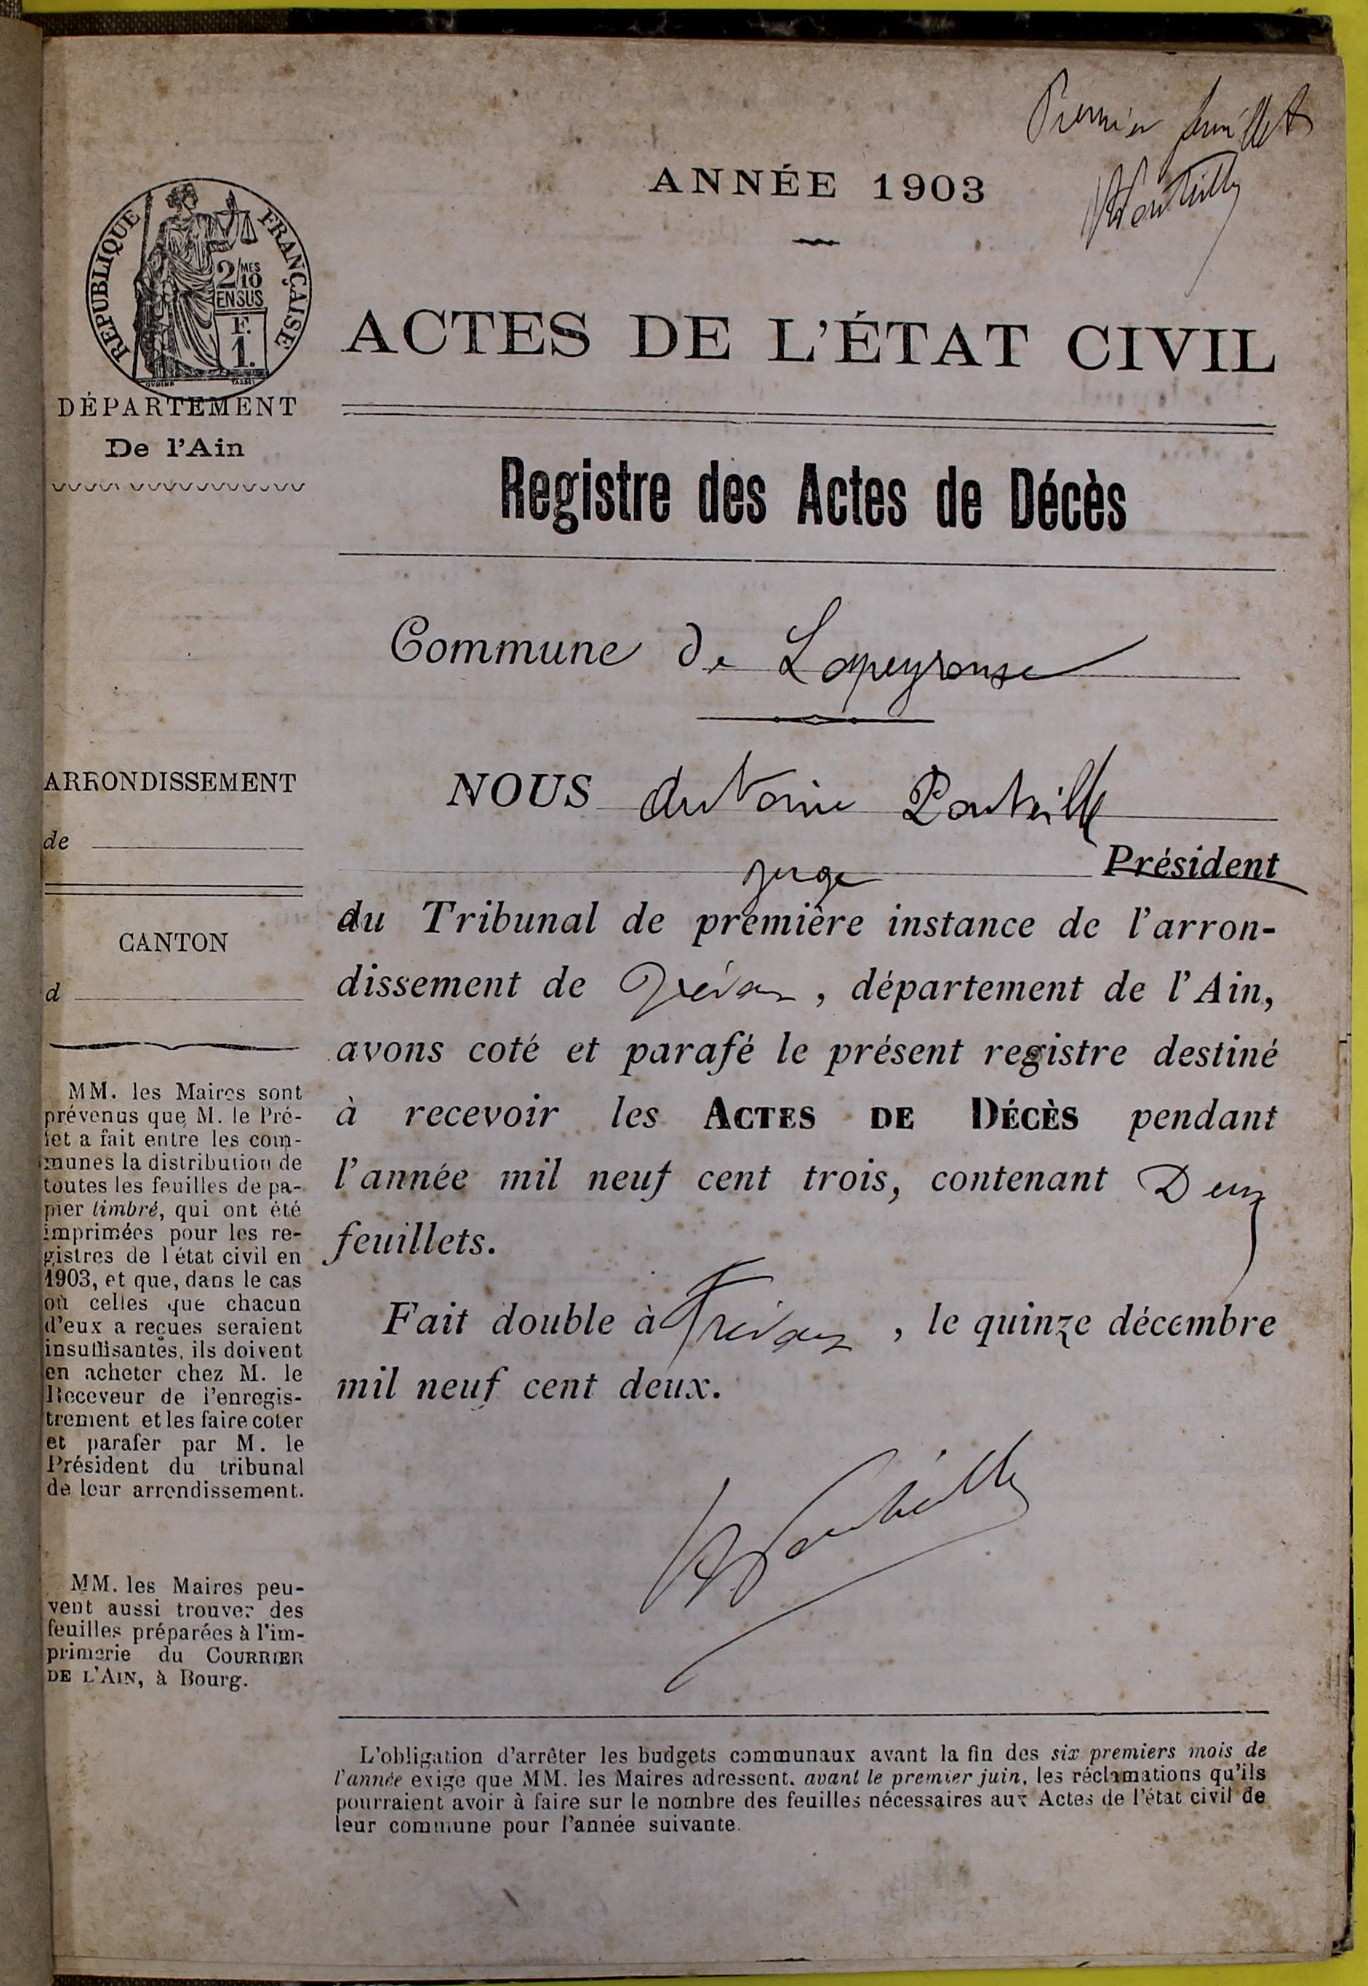 Premier feuillet
APouteille
ANNÉE 1903
RÉPUBLIQUE FRANÇAISE
2/10 MES
EN SUS
F.
1.
ACTES DE L'ÉTAT CIVIL
DÉPARTEMENT
De l'Ain
Registre des Actes de Décès
Commune de Lapeyrouse
ARRONDISSEMENT
de
CANTON
d
MM. les Maires sont
prévenus que M. le Pré-
fet a fait entre les com-
munes la distribution de
toutes les feuilles de pa-
pier timbré, qui ont été
imprimées pour les re-
gistres de l'état civil en
1903, et que, dans le cas
où celles que chacun
d'eux a reçues seraient
insuffisantes, ils doivent
en acheter chez M. le
Receveur de l'enregis-
trement et les faire coter
et parafer par M. le
Président du tribunal
de leur arrondissement.
MM. les Maires peu-
vent aussi trouver des
feuilles préparées à l'im-
primerie du COURRIER
DE L'AIN, à Bourg.
NOUS Antoine Pouteille
juge Président
du Tribunal de première instance de l'arron-
dissement de Trévoux, département de l'Ain,
avons coté et parafé le présent registre destiné
à recevoir les ACTES DE DÉCÈS pendant
l'année mil neuf cent trois, contenant Deux
feuillets.
Fait double à Trévoux, le quinze décembre
mil neuf cent deux.
APouteille
L'obligation d'arrêter les budgets communaux avant la fin des six premiers mois de
l'année exige que MM. les Maires adressent, avant le premier juin, les réclamations qu'ils
pourraient avoir à faire sur le nombre des feuilles nécessaires aux Actes de l'état civil de
leur commune pour l'année suivante.